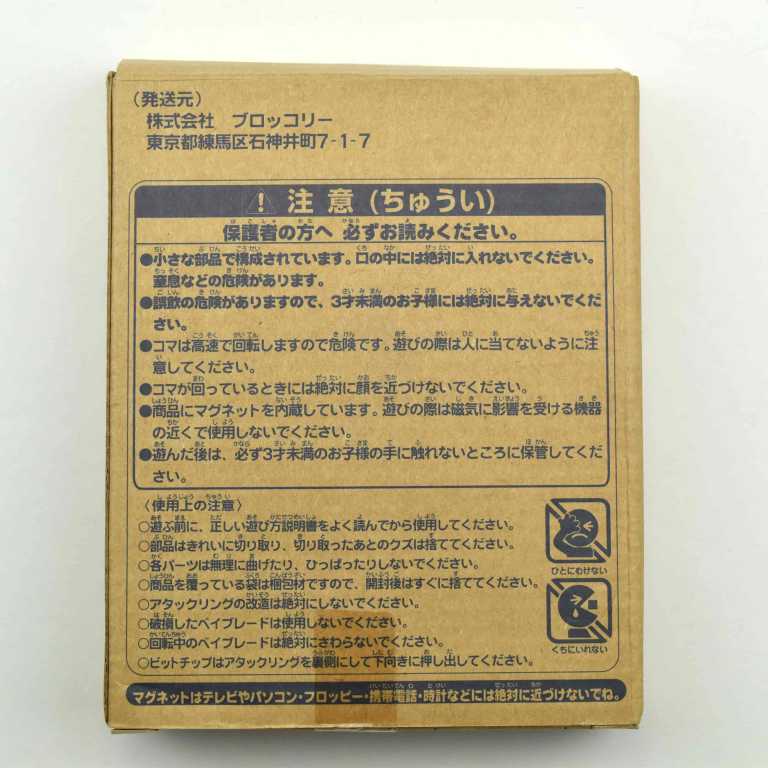 (発送元)
株式会社 ブロッコリー
東京都練馬区石神井町7-1-7
注意(ちゅうい)
保護者の方へ 必ずお読みください。
●小さな部品で構成されています。口の中には絶対に入れないでください。
窒息などの危険があります。
●誤飲の危険がありますので、3才未満のお子様には絶対に与えないでくだ
さい。
●コマは高速で回転しますので危険です。遊びの際は人に当てないように注
意してください。
●コマが回っているときには絶対に顔を近づけないでください。
●商品にマグネットを内蔵しています。遊びの際は磁気に影響を受ける機器
の近くで使用しないでください。
●遊んだ後は、必ず3才未満のお子様の手に触れないところに保管してくだ
さい。
〈使用上の注意〉
○遊ぶ前に、正しい遊び方説明書をよく読んでから使用してください。
○部品はきれいに切り取り、切り取ったあとのクズは捨ててください。
○各パーツは無理に曲げたり、ひっぱったりしないでください。
○商品を覆っている袋は梱包材ですので、開封後はすぐに捨ててください。
○アタックリングの改造は絶対にしないでください。
○破損したベイブレードは使用しないでください。
○回転中のベイブレードは絶対にさわらないでください。
○ビットチップはアタックリングを裏側にして下向きに押し出してください。
ひとにむけない
くちにいれない
マグネットはテレビやパソコン・フロッピー・携帯電話・時計などには絶対に近づけないでね。